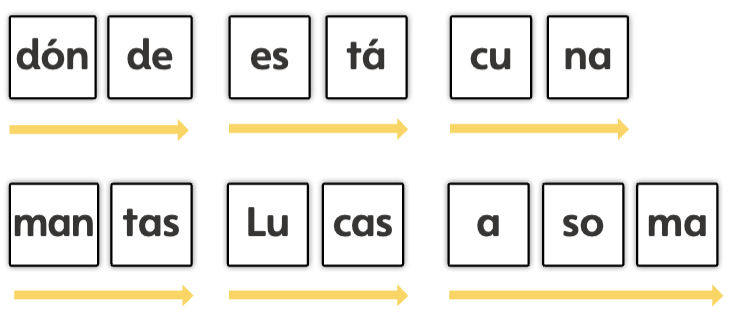 dón de es tá cu na
man tas Lu cas a so ma